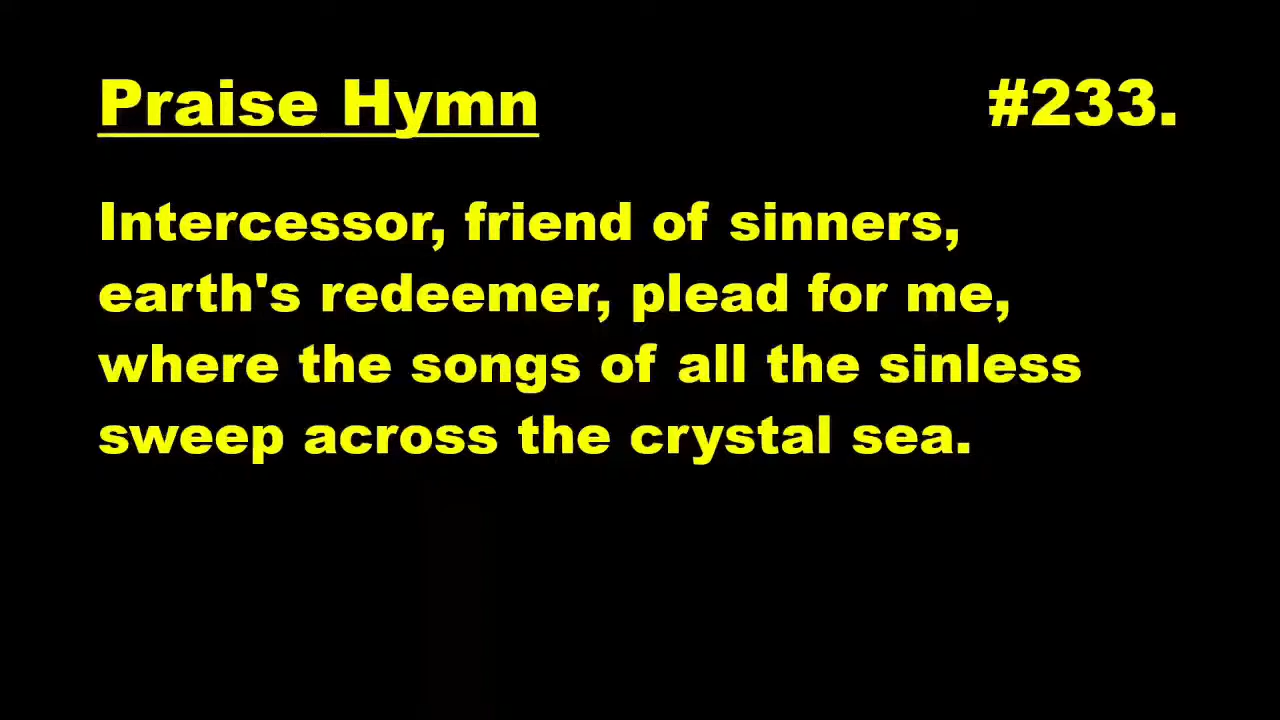 Praise Hymn #233.
Intercessor, friend of sinners,
earth's redeemer, plead for me,
where the songs of all the sinless
sweep across the crystal sea.